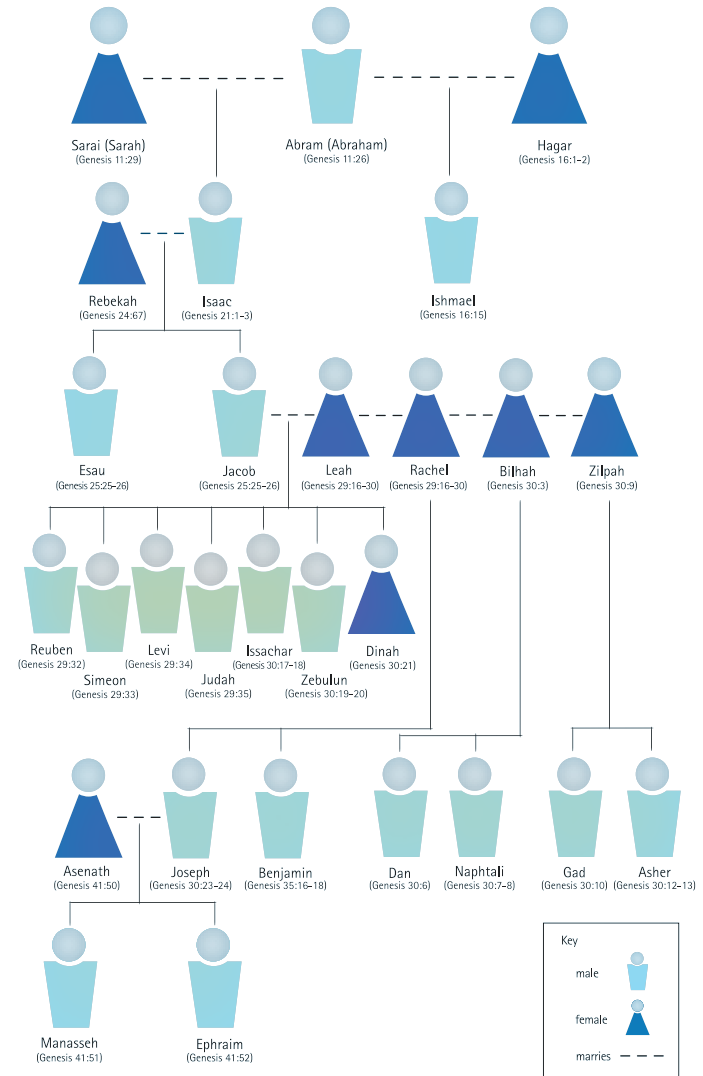 Sarai (Sarah)
(Genesis 11:29)
Abram (Abraham)
(Genesis 11:26)
Hagar
(Genesis 16:1-2)
Rebekah
(Genesis 24:67)
Isaac
(Genesis 21:1-3)
Ishmael
(Genesis 16:15)
Esau
(Genesis 25:25-26)
Jacob
(Genesis 25:25-26)
Leah
(Genesis 29:16-30)
Rachel
(Genesis 29:16-30)
Bilhah
(Genesis 30:3)
Zilpah
(Genesis 30:9)
Reuben
(Genesis 29:32)
Simeon
(Genesis 29:33)
Levi
(Genesis 29:34)
Judah
(Genesis 29:35)
Issachar
(Genesis 30:17-18)
Zebulun
(Genesis 30:19-20)
Dinah
(Genesis 30:21)
Asenath
(Genesis 41:50)
Joseph
(Genesis 30:23-24)
Benjamin
(Genesis 35:16-18)
Dan
(Genesis 30:6)
Naphtali
(Genesis 30:7-8)
Gad
(Genesis 30:10)
Asher
(Genesis 30:12-13)
Manasseh
(Genesis 41:51)
Ephraim
(Genesis 41:52)
Key
male
female
marries